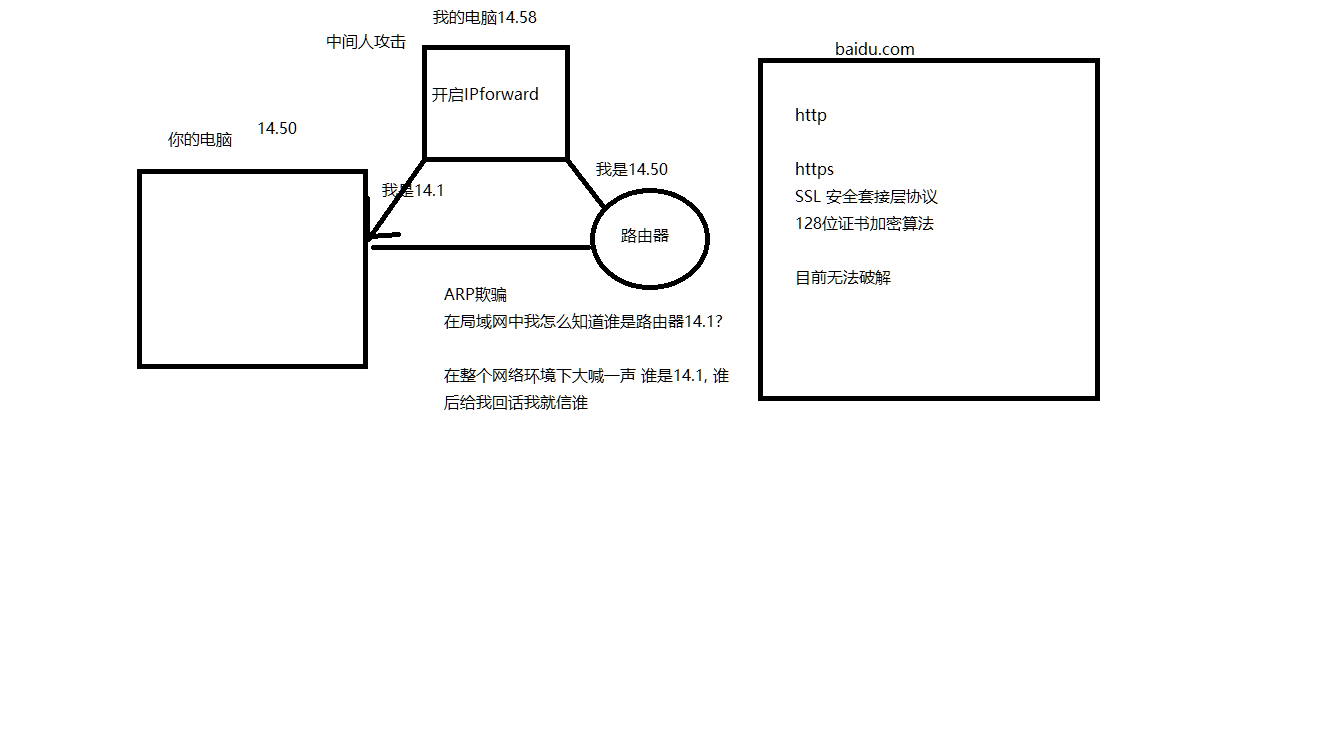 我的电脑14.58
中间人攻击
baidu.com
开启IPforward
http
你的电脑 14.50
我是14.50
https
我是14.1
SSL 安全套接层协议
128位证书加密算法
路由器
目前无法破解
ARP欺骗
在局域网中我怎么知道谁是路由器14.1?
在整个网络环境下大喊一声 谁是14.1, 谁
后给我回话我就信谁